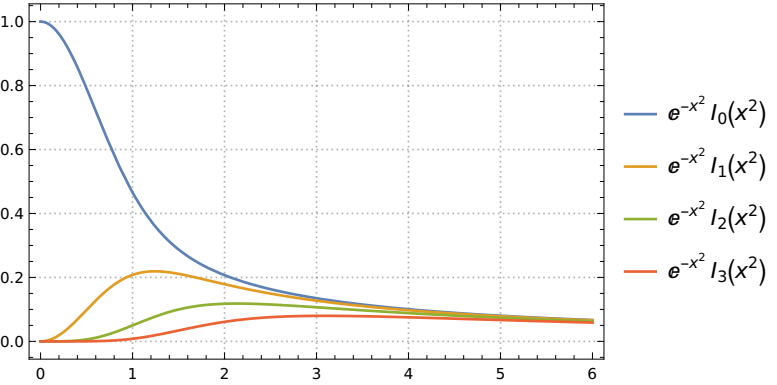 1.0
0.8
0.6
0.4
0.2
0.0
0 1 2 3 4 5 6
ⅇ^{-x^2} I_0(x^2)
ⅇ^{-x^2} I_1(x^2)
ⅇ^{-x^2} I_2(x^2)
ⅇ^{-x^2} I_3(x^2)